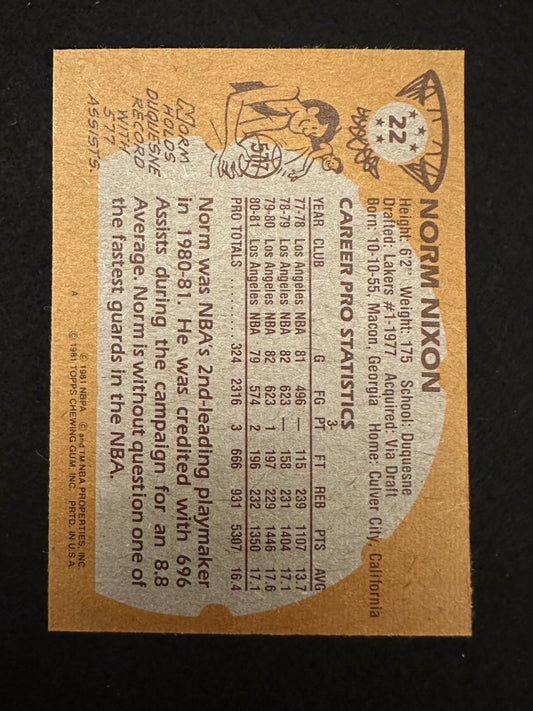 22
NORM NIXON
Height: 6'2" Weight: 175 School: Duquesne
Drafted: Lakers #1-1977 Acquired: Via Draft
Born: 10-10-55, Macon, Georgia Home: Culver City, California
CAREER PRO STATISTICS
3-
YEAR CLUB G FG PT FT REB PTS AVG
77-78 Los Angeles NBA 81 496 — 115 239 1107 13.7
78-79 Los Angeles NBA 82 623 — 158 231 1404 17.1
79-80 Los Angeles NBA 82 623 1 197 229 1446 17.6
80-81 Los Angeles NBA 79 574 2 196 232 1350 17.1
PRO TOTALS .......... 324 2316 3 666 931 5307 16.4
577
NORM
HOLDS
DUQUESNE
RECORD
WITH
577
ASSISTS.
Norm was NBA's 2nd-leading playmaker
in 1980-81. He was credited with 696
Assists during the campaign for an 8.8
Average. Norm is without question one of
the fastest guards in the NBA.
A
© 1981 NBPA © and TM NBA PROPERTIES, INC.
© 1981 TOPPS CHEWING GUM, INC. PRTD. IN U.S.A.